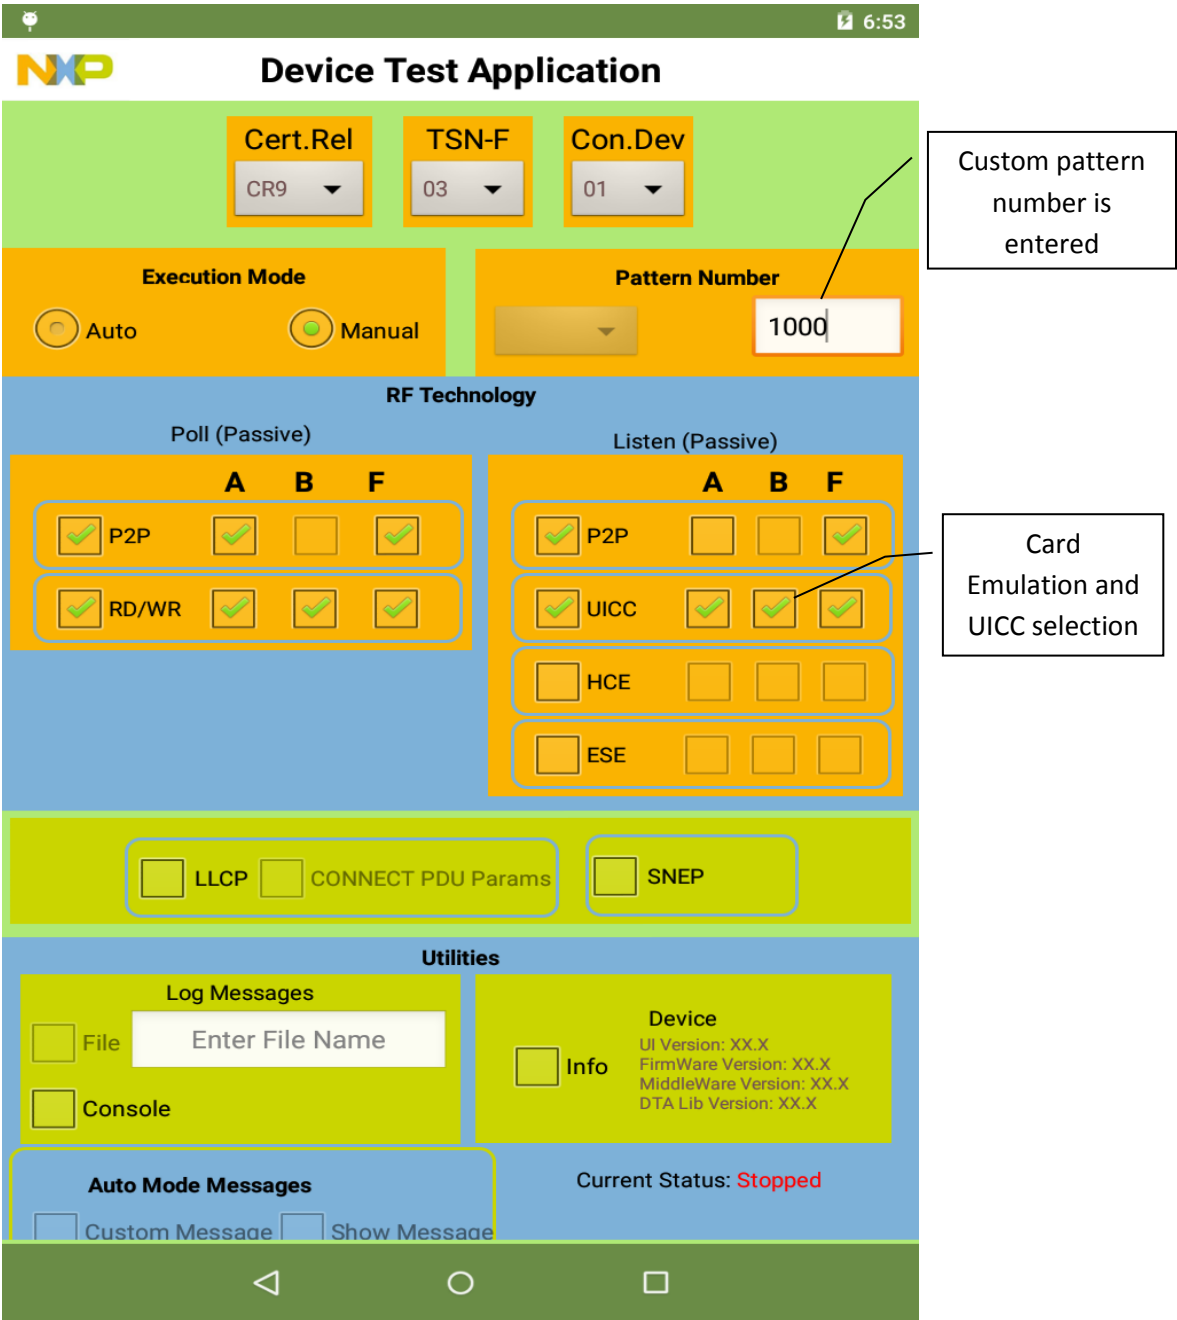 6:53
NXP
Device Test Application
Cert.Rel
TSN-F
Con.Dev
CR9
03
01
Custom pattern
number is
entered
Execution Mode
Auto
Manual
Pattern Number
1000
RF Technology
Poll (Passive)
Listen (Passive)
A B F
P2P
RD/WR
A B F
P2P
UICC
HCE
ESE
Card
Emulation and
UICC selection
LLCP
CONNECT PDU Params
SNEP
Utilities
Log Messages
File
Enter File Name
Console
Info
Device
UI Version: XX.X
FirmWare Version: XX.X
MiddleWare Version: XX.X
DTA Lib Version: XX.X
Auto Mode Messages
Custom Message
Show Message
Current Status: Stopped